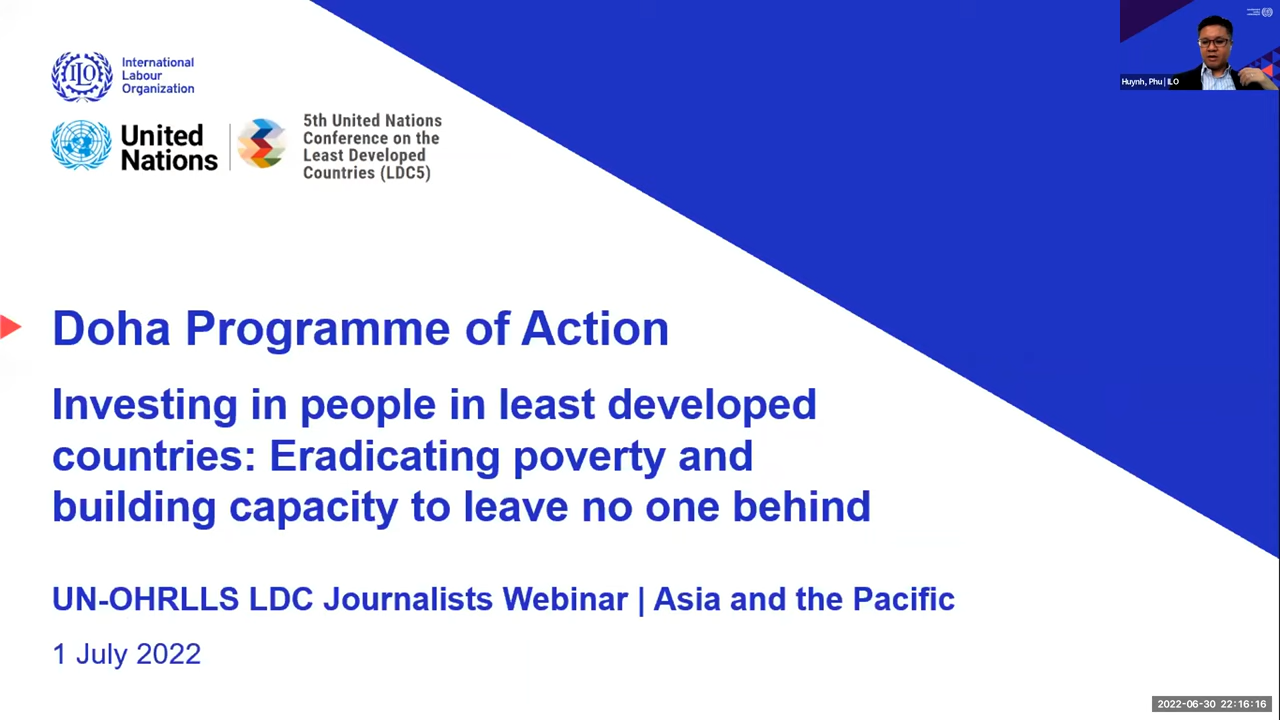 International
Labour
Organization
ILO
United
Nations
5th United Nations
Conference on the
Least Developed
Countries (LDC5)
Huynh, Phu | ILO
Doha Programme of Action
Investing in people in least developed
countries: Eradicating poverty and
building capacity to leave no one behind
UN-OHRLLS LDC Journalists Webinar | Asia and the Pacific
1 July 2022
2022-06-30 22:16:16